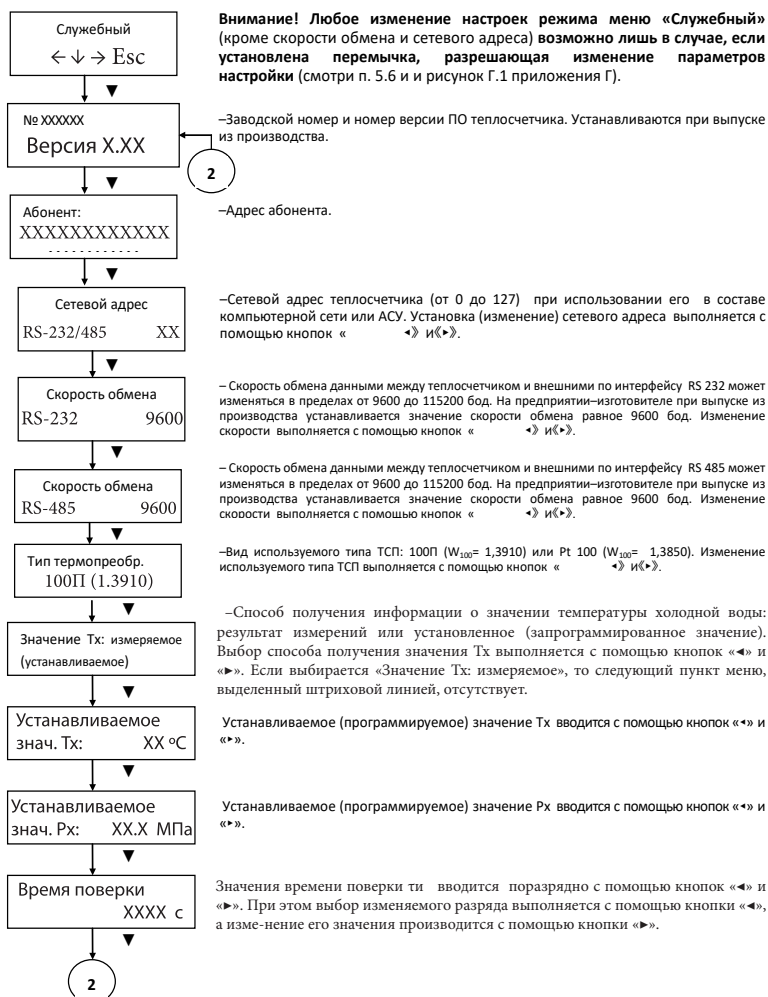 Служебный
← ↓ → Esc
Внимание! Любое изменение настроек режима меню «Служебный»
(кроме скорости обмена и сетевого адреса) возможно лишь в случае, если
установлена перемычка, разрешающая изменение параметров
настройки (смотри п. 5.6 и и рисунок Г.1 приложения Г).
▼
№ XXXXXX
Версия X.XX
–Заводской номер и номер версии ПО теплосчетчика. Устанавливаются при выпуске
из производства.
2
▼
Абонент:
XXXXXXXXXXXX
------------
–Адрес абонента.
▼
Сетевой адрес
RS-232/485 XX
–Сетевой адрес теплосчетчика (от 0 до 127) при использовании его в составе
компьютерной сети или АСУ. Установка (изменение) сетевого адреса выполняется с
помощью кнопок « ◂》 и《▸》.
▼
Скорость обмена
RS-232 9600
– Скорость обмена данными между теплосчетчиком и внешними по интерфейсу RS 232 может
изменяться в пределах от 9600 до 115200 бод. На предприятии–изготовителе при выпуске из
производства устанавливается значение скорости обмена равное 9600 бод. Изменение
скорости выполняется с помощью кнопок « ◂》 и《▸》.
▼
Скорость обмена
RS-485 9600
– Скорость обмена данными между теплосчетчиком и внешними по интерфейсу RS 485 может
изменяться в пределах от 9600 до 115200 бод. На предприятии–изготовителе при выпуске из
производства устанавливается значение скорости обмена равное 9600 бод. Изменение
скорости выполняется с помощью кнопок « ◂》 и《▸》.
▼
Тип термопреобр.
100П (1.3910)
–Вид используемого типа ТСП: 100П (W100= 1,3910) или Pt 100 (W100= 1,3850). Изменение
используемого типа ТСП выполняется с помощью кнопок « ◂》 и《▸》.
▼
Значение Тх: измеряемое
(устанавливаемое)
–Способ получения информации о значении температуры холодной воды:
результат измерений или установленное (запрограммированное значение).
Выбор способа получения значения Тх выполняется с помощью кнопок «◄» и
«►». Если выбирается «Значение Тх: измеряемое», то следующий пункт меню,
выделенный штриховой линией, отсутствует.
▼
Устанавливаемое
знач. Тх: XX ºС
Устанавливаемое (программируемое) значение Тх вводится с помощью кнопок «◂» и
«▸».
▼
Устанавливаемое
знач. Рх: XX.X МПа
Устанавливаемое (программируемое) значение Рх вводится с помощью кнопок «◂» и
«▸».
▼
Время поверки
XXXX с
Значения времени поверки τи вводится поразрядно с помощью кнопок «◄» и
«►». При этом выбор изменяемого разряда выполняется с помощью кнопки «◄»,
а изме-нение его значения производится с помощью кнопки «►».
▼
2